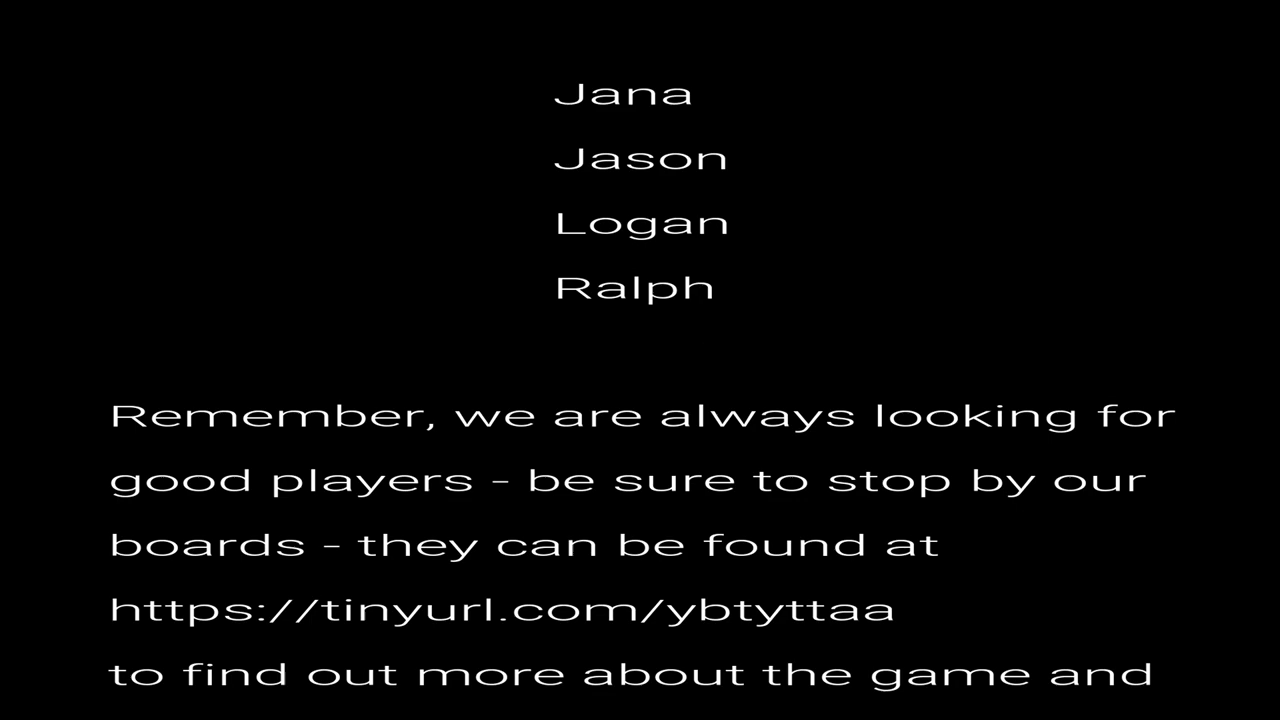 Jana
Jason
Logan
Ralph
Remember, we are always looking for
good players - be sure to stop by our
boards - they can be found at
https://tinyurl.com/ybtyttaa
to find out more about the game and